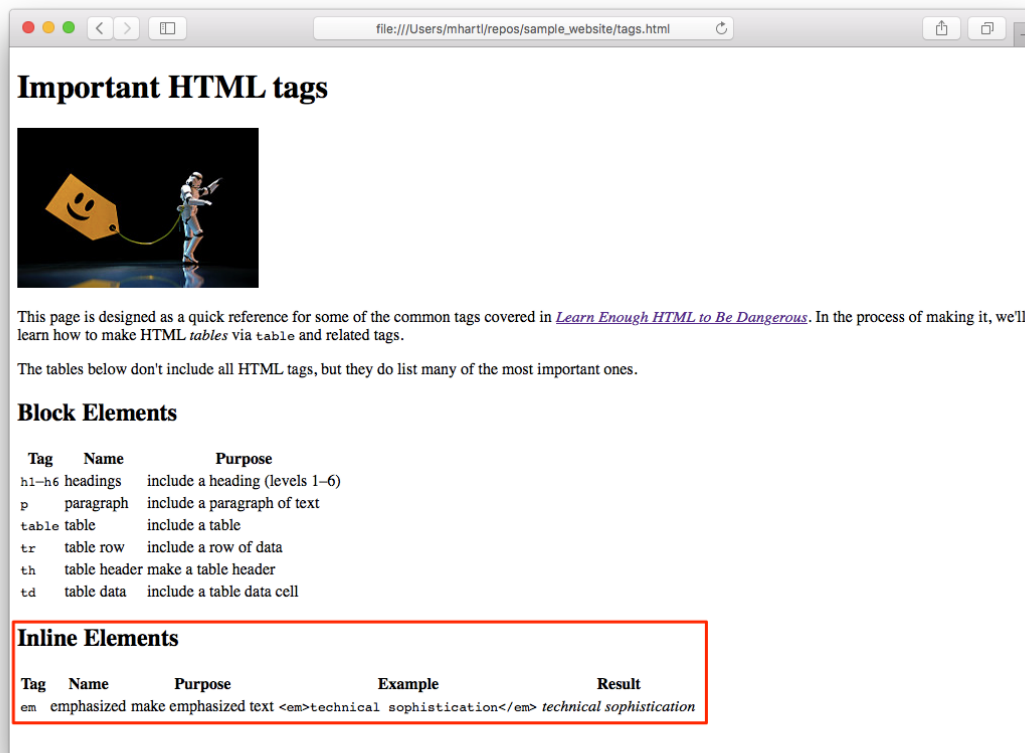 file:///Users/mhartl/repos/sample_website/tags.html
Important HTML tags
This page is designed as a quick reference for some of the common tags covered in Learn Enough HTML to Be Dangerous. In the process of making it, we'll
learn how to make HTML tables via table and related tags.
The tables below don't include all HTML tags, but they do list many of the most important ones.
Block Elements
Tag Name Purpose
h1–h6 headings include a heading (levels 1–6)
p paragraph include a paragraph of text
table table include a table
tr table row include a row of data
th table header make a table header
td table data include a table data cell
Inline Elements
Tag Name Purpose Example Result
em emphasized make emphasized text <em>technical sophistication</em> technical sophistication